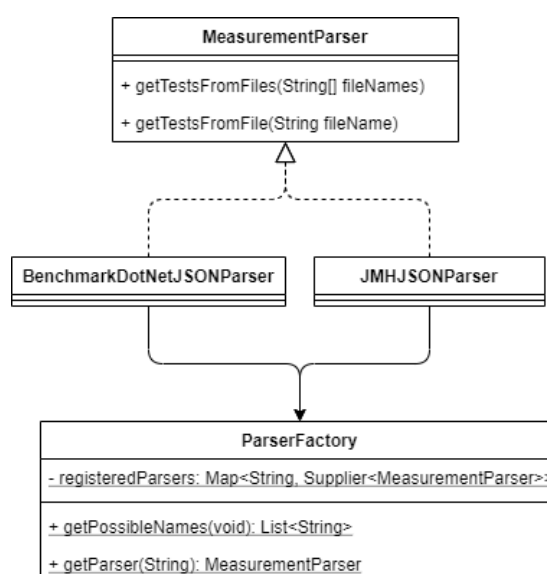 MeasurementParser
+ getTestsFromFiles(String[] fileNames)
+ getTestsFromFile(String fileName)
BenchmarkDotNetJSONParser
JMHJSONParser
ParserFactory
- registeredParsers: Map<String, Supplier<MeasurementParser>>
+ getPossibleNames(void): List<String>
+ getParser(String): MeasurementParser